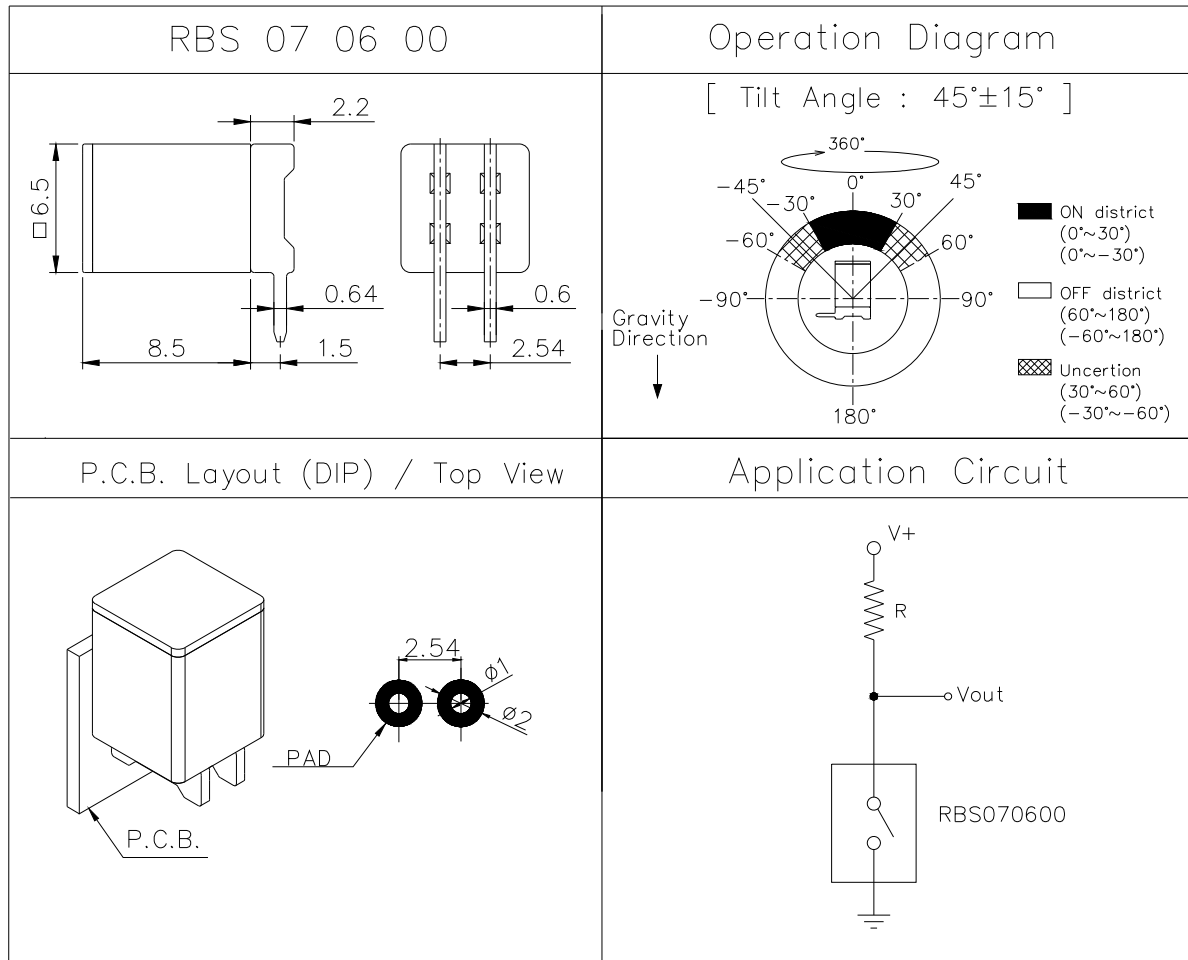 RBS 07 06 00
2.2
□6.5
0.64
8.5
1.5
0.6
2.54
Operation Diagram
[ Tilt Angle : 45°±15° ]
360°
0°
-45°
45°
-30°
30°
-60°
60°
-90°
90°
180°
Gravity
Direction
ON district
(0°~30°)
(0°~-30°)
OFF district
(60°~180°)
(-60°~180°)
Uncertion
(30°~60°)
(-30°~-60°)
P.C.B. Layout (DIP) / Top View
P.C.B.
2.54
ø1
ø2
PAD
Application Circuit
V+
R
Vout
RBS070600